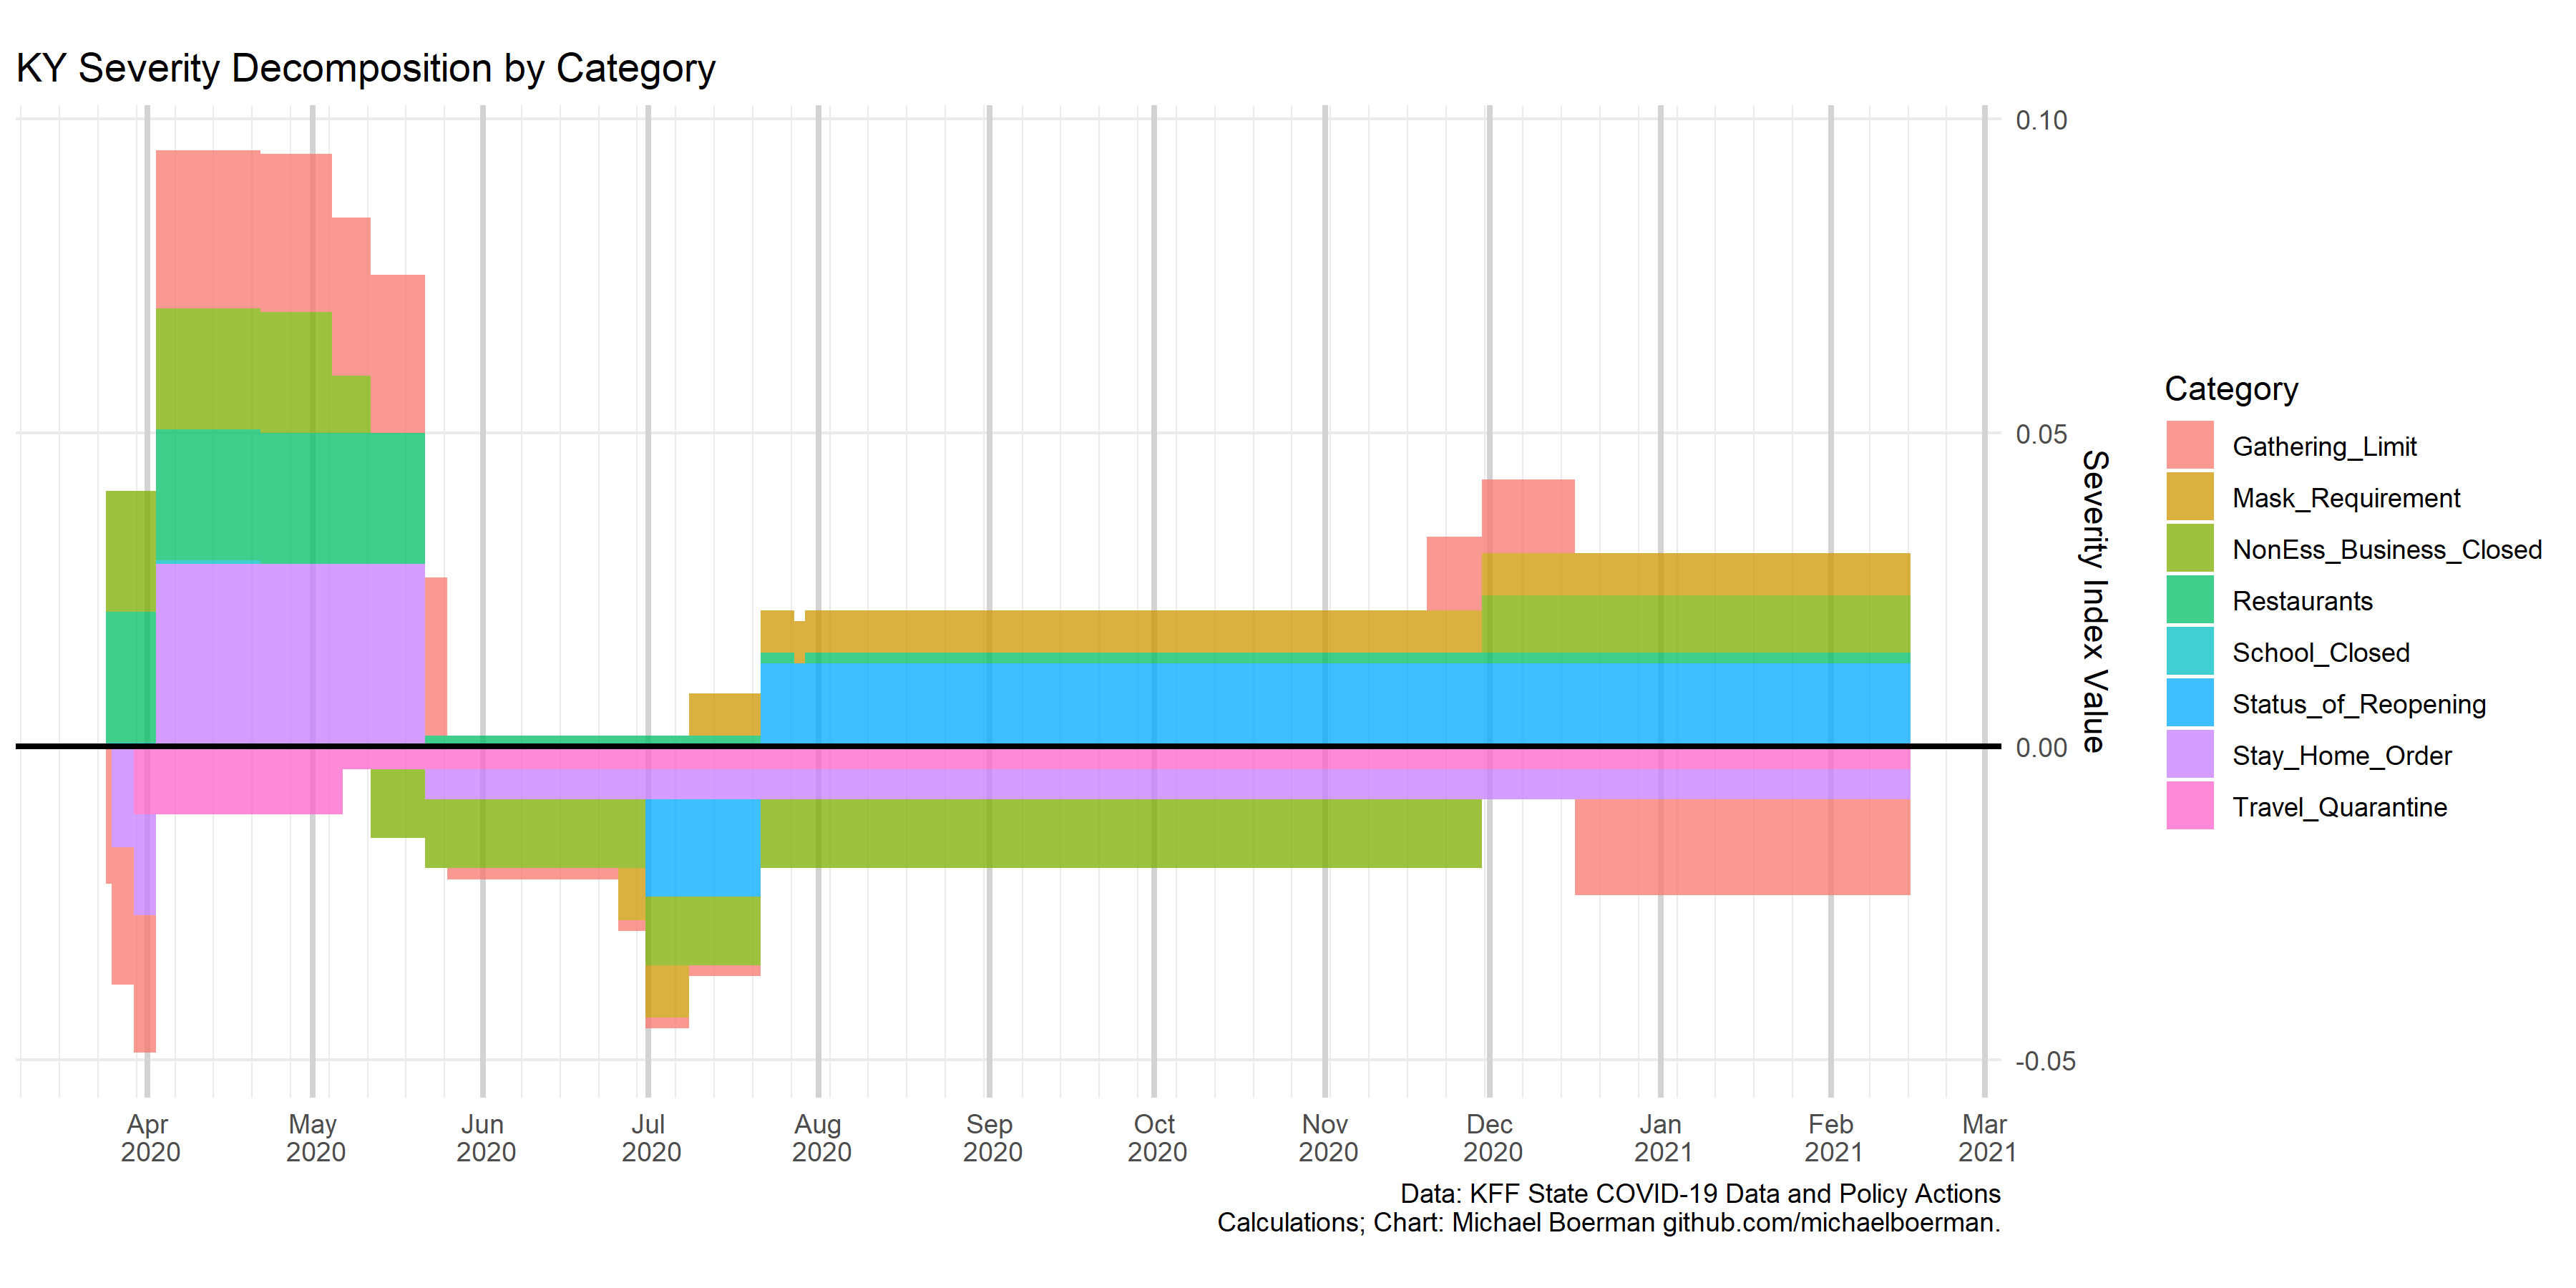 KY Severity Decomposition by Category
0.10
0.05
0.00
-0.05
Severity Index Value
Apr
2020
May
2020
Jun
2020
Jul
2020
Aug
2020
Sep
2020
Oct
2020
Nov
2020
Dec
2020
Jan
2021
Feb
2021
Mar
2021
Category
Gathering_Limit
Mask_Requirement
NonEss_Business_Closed
Restaurants
School_Closed
Status_of_Reopening
Stay_Home_Order
Travel_Quarantine
Data: KFF State COVID-19 Data and Policy Actions
Calculations; Chart: Michael Boerman github.com/michaelboerman.